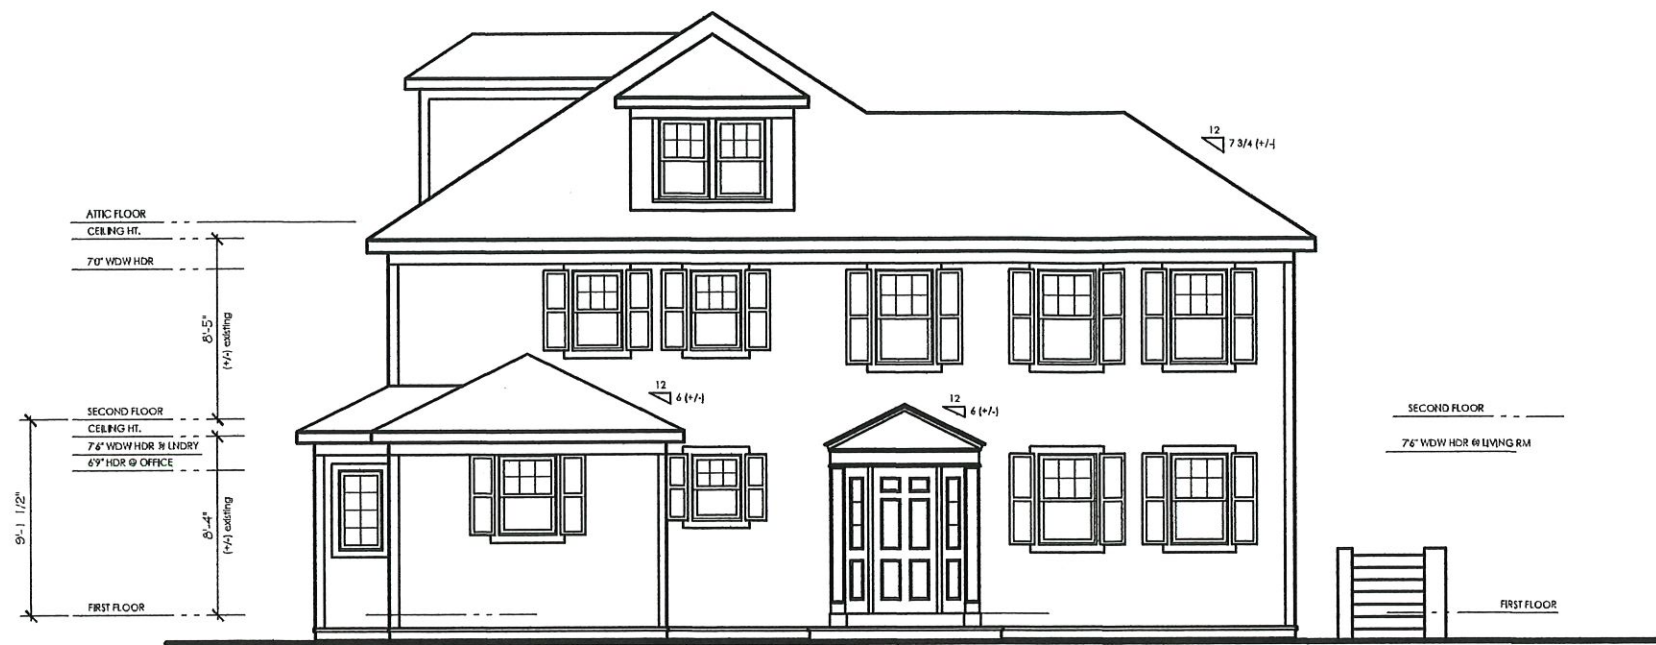 12
7 3/4 (+/-)
ATTIC FLOOR
CEILING HT.
7'0" WDW HDR
8'-5"
(+/-) existing
12
6 (+/-)
12
6 (+/-)
SECOND FLOOR
CEILING HT.
7'6" WDW HDR @ LNDRY
6'9" HDR @ OFFICE
SECOND FLOOR
7'6" WDW HDR @ LIVING RM
9'-1 1/2"
8'-4"
(+/-) existing
FIRST FLOOR
FIRST FLOOR